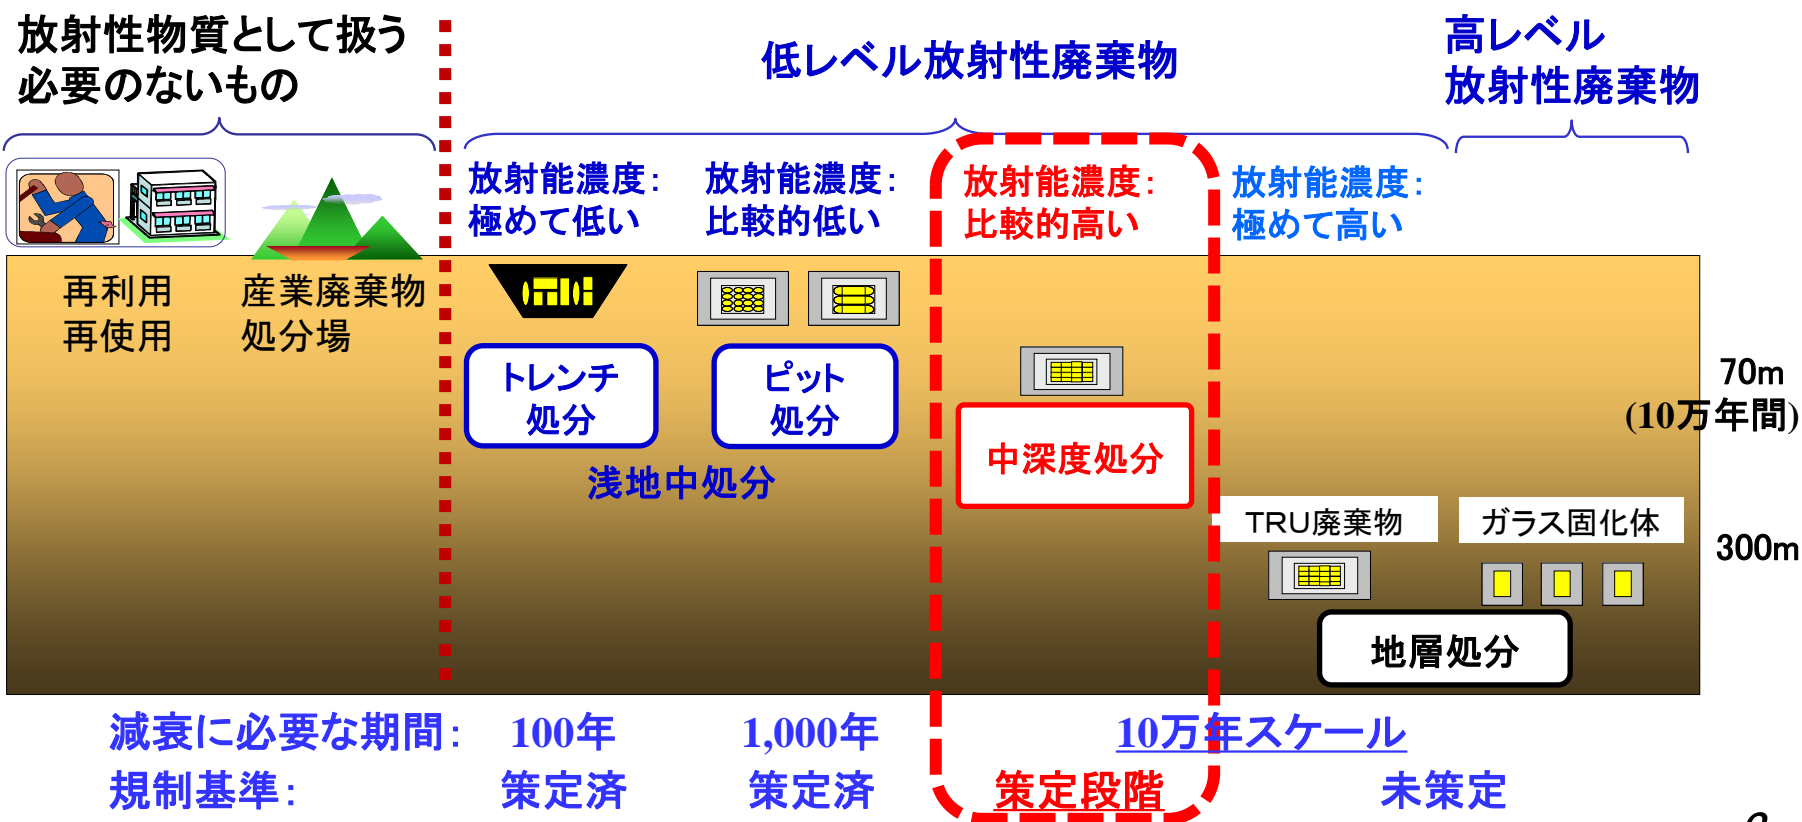 放射性物質として扱う
必要のないもの
低レベル放射性廃棄物
高レベル
放射性廃棄物
放射能濃度：
極めて低い
放射能濃度：
比較的低い
放射能濃度：
比較的高い
放射能濃度：
極めて高い
再利用
再使用
産業廃棄物
処分場
トレンチ
処分
ピット
処分
浅地中処分
中深度処分
70m
(10万年間)
TRU廃棄物
ガラス固化体
300m
地層処分
減衰に必要な期間： 100年 1,000年 10万年スケール
規制基準： 策定済 策定済 策定段階 未策定